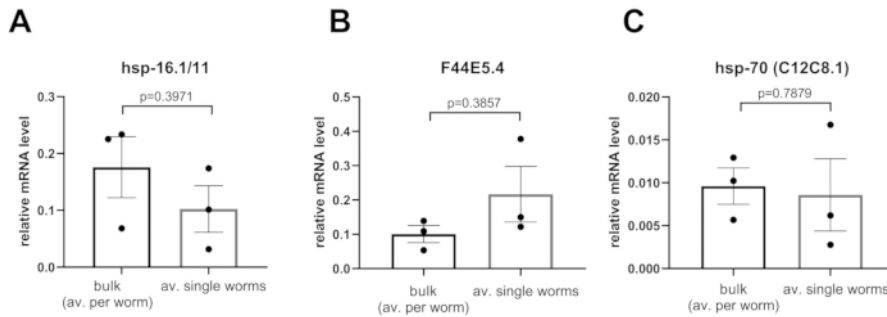 A
hsp-16.1/11
p=0.3971
relative mRNA level
0.3
0.2
0.1
0.0
bulk
(av. per worm)
av. single worms
B
F44E5.4
p=0.3857
relative mRNA level
0.5
0.4
0.3
0.2
0.1
0.0
bulk
(av. per worm)
av. single worms
C
hsp-70 (C12C8.1)
p=0.7879
relative mRNA level
0.020
0.015
0.010
0.005
0.000
bulk
(av. per worm)
av. single worms